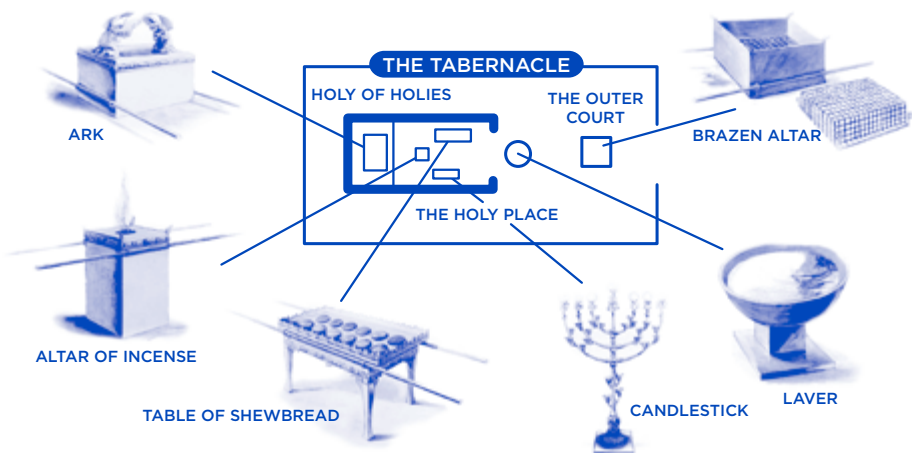 THE TABERNACLE
HOLY OF HOLIES
THE OUTER
COURT
ARK
BRAZEN ALTAR
THE HOLY PLACE
ALTAR OF INCENSE
TABLE OF SHEWBREAD
CANDLESTICK
LAVER